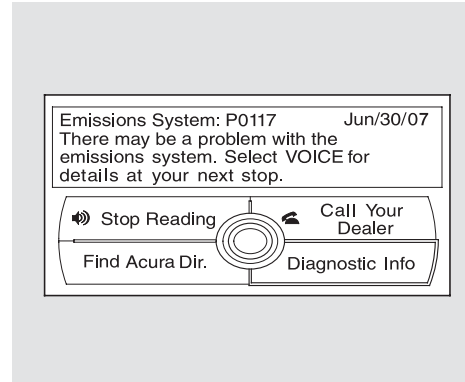 Emissions System: P0117 Jun/30/07
There may be a problem with the
emissions system. Select VOICE for
details at your next stop.
Stop Reading
Call Your
Dealer
Find Acura Dir.
Diagnostic Info